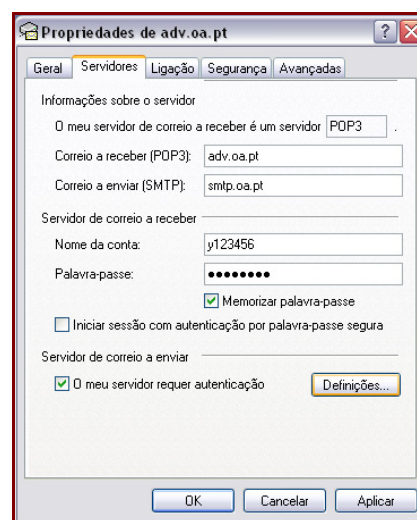 Propriedades de adv.oa.pt
Geral Servidores Ligação Segurança Avançadas
Informações sobre o servidor
O meu servidor de correio a receber é um servidor POP3 .
Correio a receber (POP3): adv.oa.pt
Correio a enviar (SMTP): smtp.oa.pt
Servidor de correio a receber
Nome da conta: y123456
Palavra-passe: ●●●●●●●●
Memorizar palavra-passe
Iniciar sessão com autenticação por palavra-passe segura
Servidor de correio a enviar
O meu servidor requer autenticação Definições...
OK Cancelar Aplicar